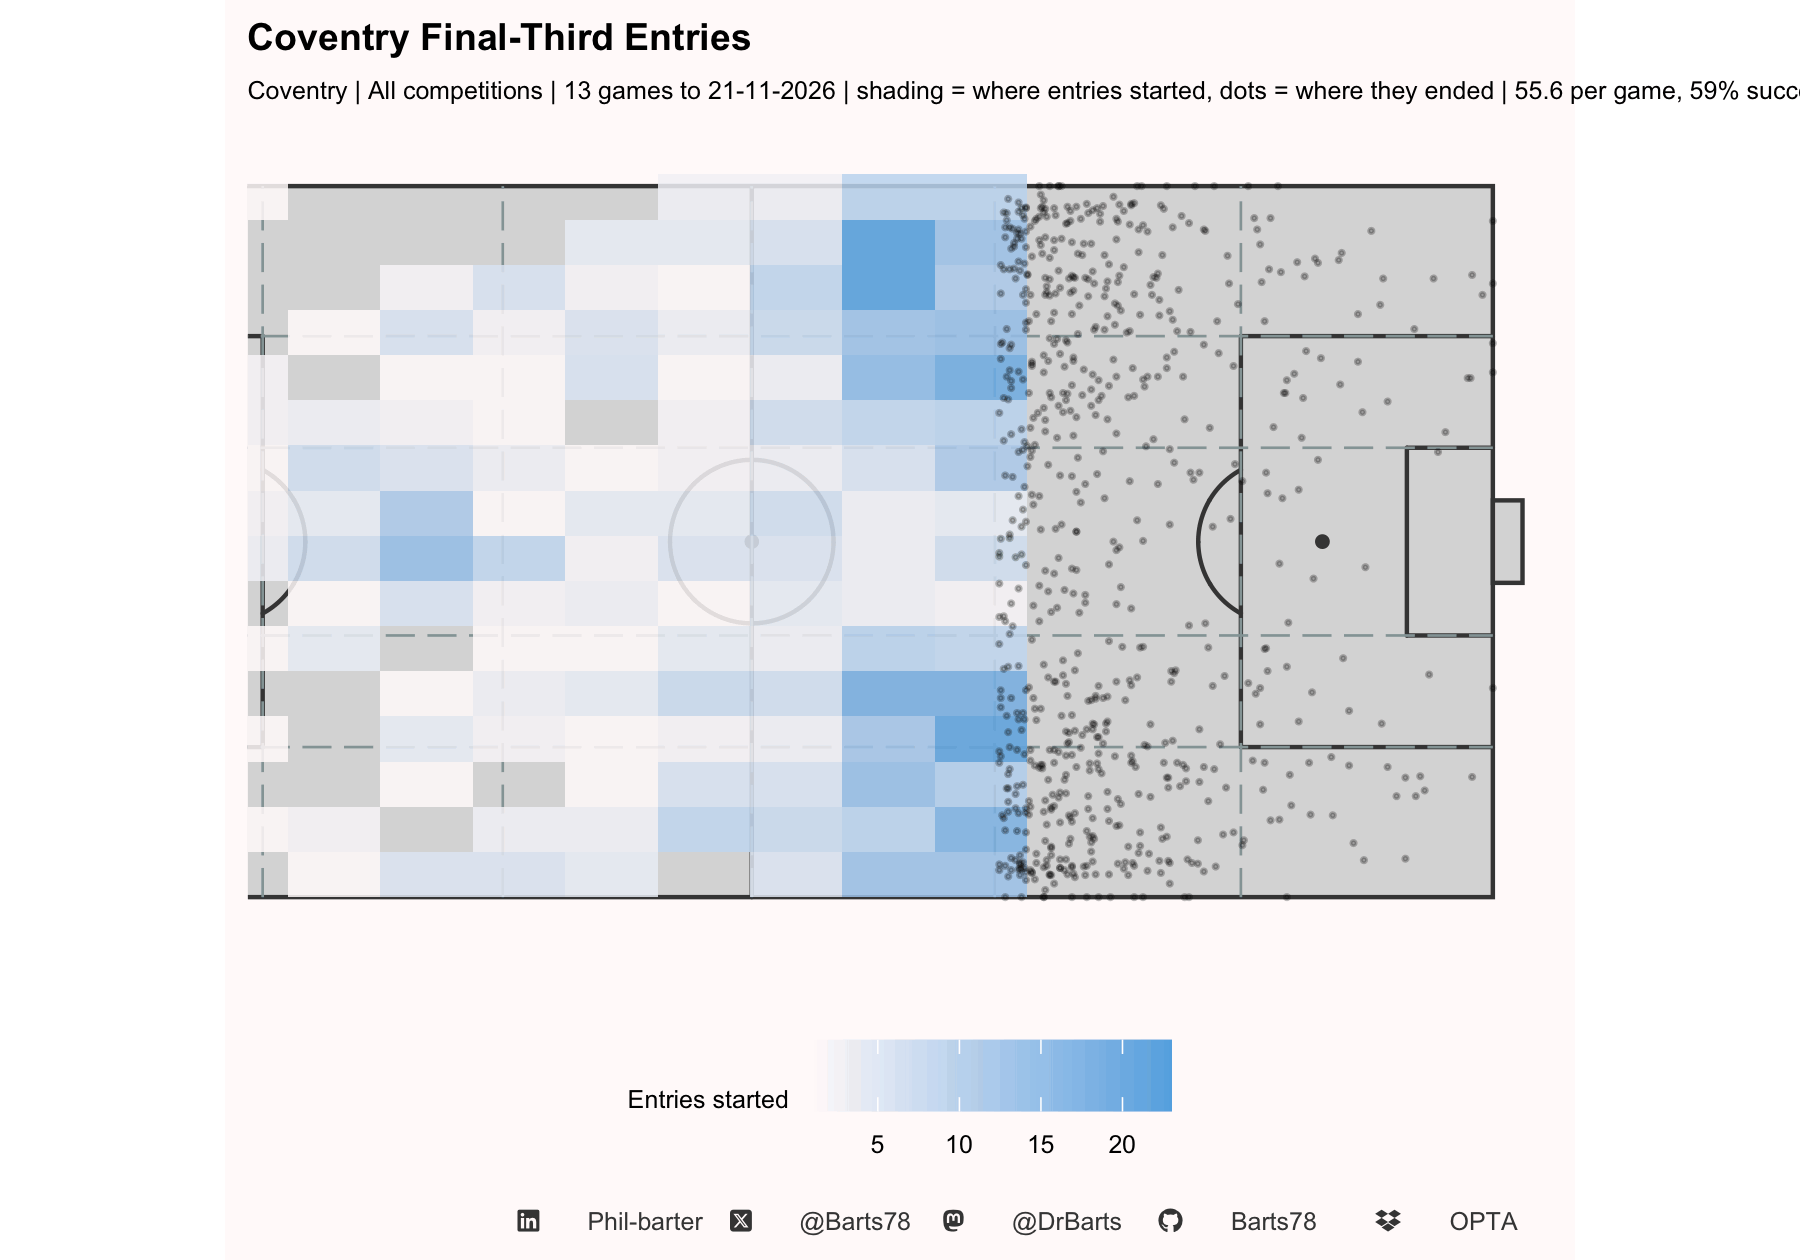 Coventry Final-Third Entries
Coventry | All competitions | 13 games to 21-11-2026 | shading = where entries started, dots = where they ended | 55.6 per game, 59%
Entries started
5 10 15 20
Phil-barter @Barts78 @DrBarts Barts78 OPTA